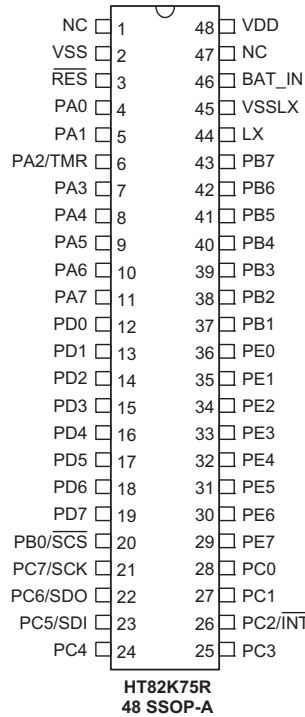 NC 1 48 VDD
VSS 2 47 NC
RES 3 46 BAT_IN
PA0 4 45 VSSLX
PA1 5 44 LX
PA2/TMR 6 43 PB7
PA3 7 42 PB6
PA4 8 41 PB5
PA5 9 40 PB4
PA6 10 39 PB3
PA7 11 38 PB2
PD0 12 37 PB1
PD1 13 36 PE0
PD2 14 35 PE1
PD3 15 34 PE2
PD4 16 33 PE3
PD5 17 32 PE4
PD6 18 31 PE5
PD7 19 30 PE6
PB0/SCS 20 29 PE7
PC7/SCK 21 28 PC0
PC6/SDO 22 27 PC1
PC5/SDI 23 26 PC2/INT
PC4 24 25 PC3
HT82K75R
48 SSOP-A